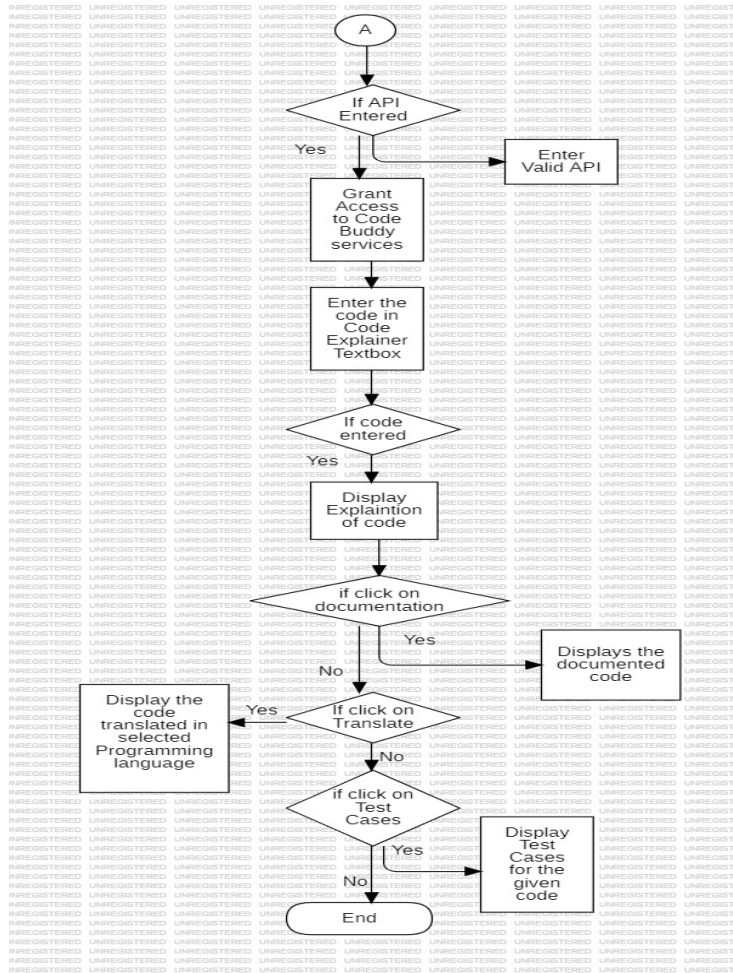 A
If API
Entered
Yes
Enter
Valid API
Grant
Access
to Code
Buddy
services
Enter the
code in
Code
Explainer
Textbox
If code
entered
Yes
Display
Explaintion
of code
if click on
documentation
Yes
Displays the
documented
code
No
If click on
Translate
Yes
Display the
code
translated in
selected
Programming
language
No
if click on
Test
Cases
Yes
Display
Test
Cases
for the
given
code
No
End
UNREGISTERED